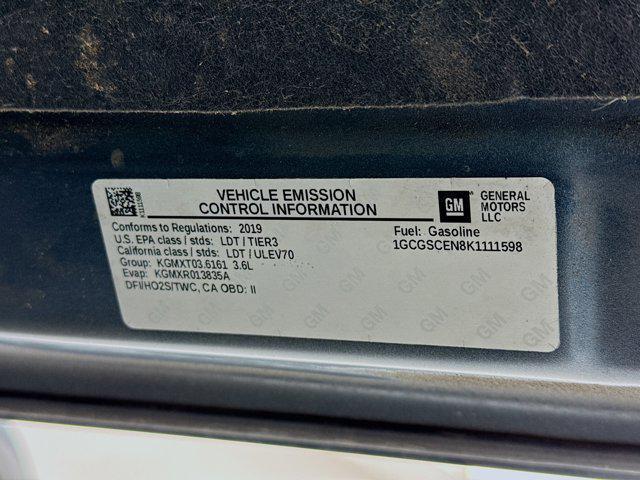 VEHICLE EMISSION
CONTROL INFORMATION
GM
GENERAL
MOTORS
LLC
Conforms to Regulations: 2019
U.S. EPA class / stds: LDT / TIER3
California class / stds: LDT / ULEV70
Group: KGMXT03.6161 3.6L
Evap: KGMXR013835A
DFI/HO2S/TWC, CA OBD: II
Fuel: Gasoline
1GCGSCEN8K1111598
K1111598